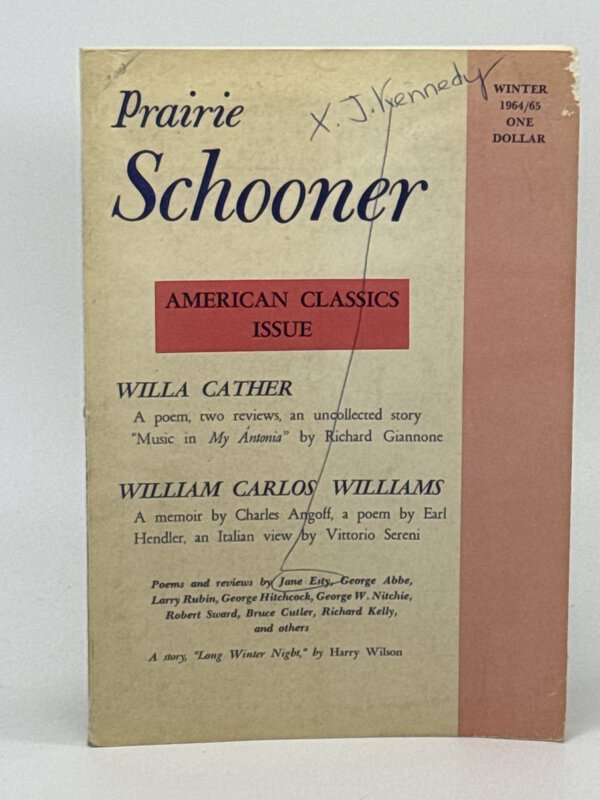 Prairie
Schooner
X. J. Kennedy
WINTER
1964/65
ONE
DOLLAR
AMERICAN CLASSICS
ISSUE
WILLA CATHER
A poem, two reviews, an uncollected story
"Music in My Ántonia" by Richard Giannone
WILLIAM CARLOS WILLIAMS
A memoir by Charles Angoff, a poem by Earl
Hendler, an Italian view by Vittorio Sereni
Poems and reviews by Jane Esty, George Abbe,
Larry Rubin, George Hitchcock, George W. Nitchie,
Robert Sward, Bruce Cutler, Richard Kelly,
and others
A story, "Long Winter Night," by Harry Wilson